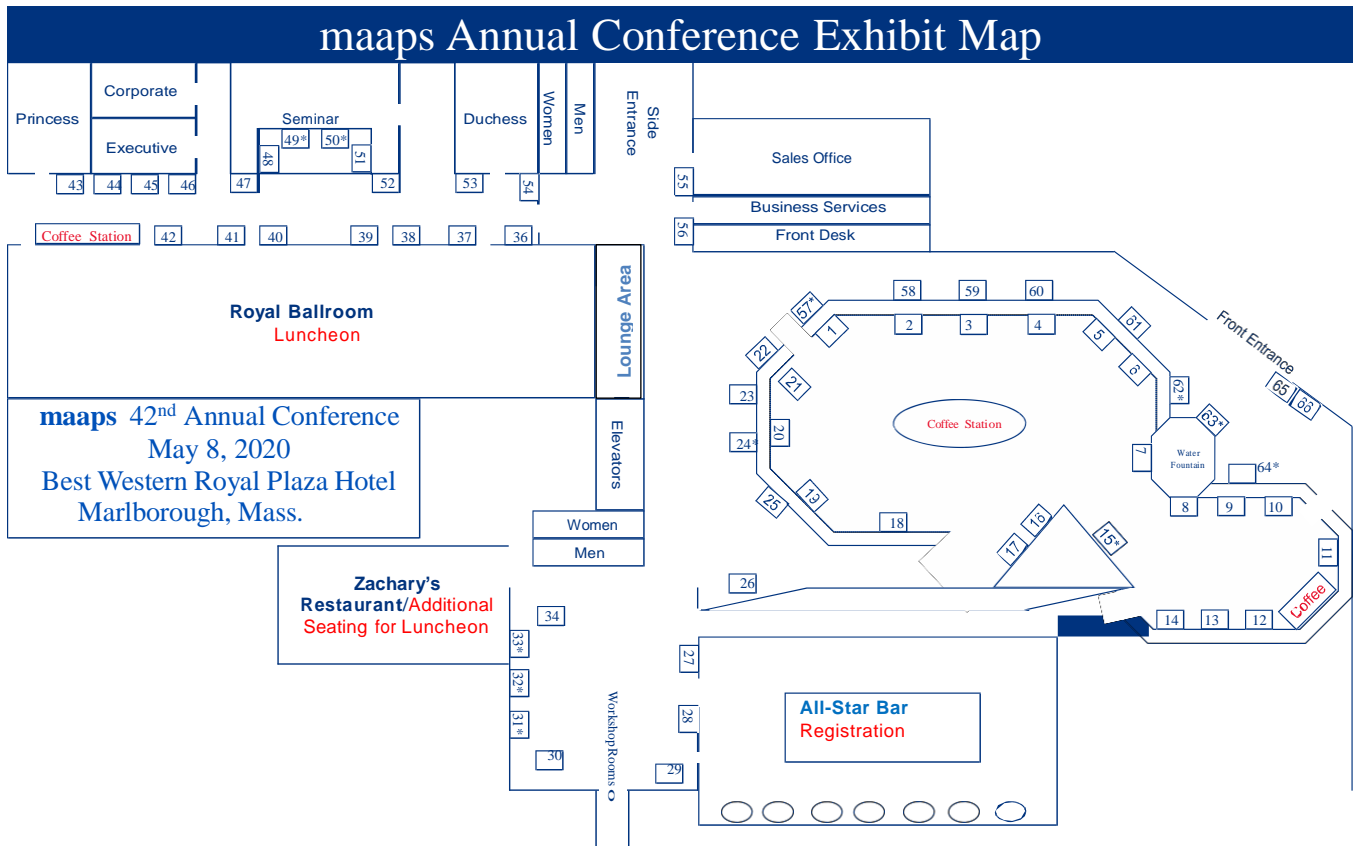 maaps Annual Conference Exhibit Map
Princess
Corporate
Executive
Seminar
Duchess
Women
Men
Side
Entrance
Sales Office
Business Services
Front Desk
49*
50*
48
51
43
44
45
46
47
52
53
54
55
56
Coffee Station
42
41
40
39
38
37
36
Royal Ballroom
Luncheon
Lounge Area
Elevators
maaps 42nd Annual Conference
May 8, 2020
Best Western Royal Plaza Hotel
Marlborough, Mass.
Women
Men
Zachary's
Restaurant/Additional
Seating for Luncheon
58
59
60
57*
1
2
3
4
5
6
61
62*
63*
Front Entrance
65
66
22
21
23
20
24*
19
25
18
Coffee Station
7
Water
Fountain
64*
8
9
10
11
Coffee
12
13
14
15*
16
17
26
27
28
29
30
31*
32*
33*
34
Workshop Rooms
All-Star Bar
Registration